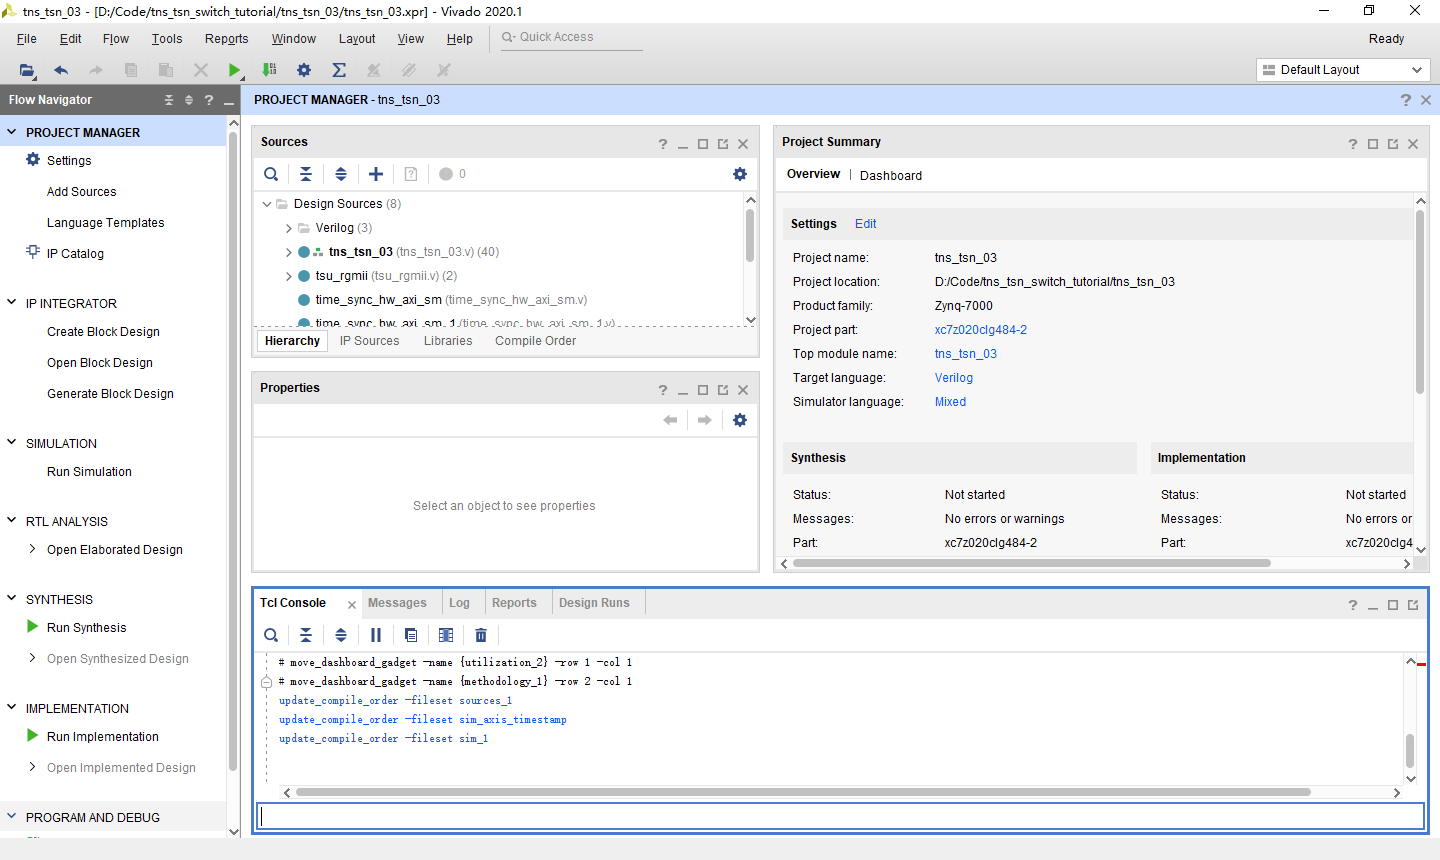 tns_tsn_03 - [D:/Code/tns_tsn_switch_tutorial/tns_tsn_03/tns_tsn_03.xpr] - Vivado 2020.1
File Edit Flow Tools Reports Window Layout View Help Quick Access Ready
Default Layout
Flow Navigator
PROJECT MANAGER
Settings
Add Sources
Language Templates
IP Catalog
IP INTEGRATOR
Create Block Design
Open Block Design
Generate Block Design
SIMULATION
Run Simulation
RTL ANALYSIS
Open Elaborated Design
SYNTHESIS
Run Synthesis
Open Synthesized Design
IMPLEMENTATION
Run Implementation
Open Implemented Design
PROGRAM AND DEBUG
PROJECT MANAGER - tns_tsn_03
Sources
0
Design Sources (8)
Verilog (3)
tns_tsn_03 (tns_tsn_03.v) (40)
tsu_rgmii (tsu_rgmii.v) (2)
time_sync_hw_axi_sm (time_sync_hw_axi_sm.v)
time_sync_hw_axi_sm_1 (time_sync_hw_axi_sm_1.v)
Hierarchy IP Sources Libraries Compile Order
Properties
Select an object to see properties
Project Summary
Overview | Dashboard
Settings Edit
Project name: tns_tsn_03
Project location: D:/Code/tns_tsn_switch_tutorial/tns_tsn_03
Product family: Zynq-7000
Project part: xc7z020clg484-2
Top module name: tns_tsn_03
Target language: Verilog
Simulator language: Mixed
Synthesis
Status: Not started
Messages: No errors or warnings
Part: xc7z020clg484-2
Implementation
Status: Not started
Messages: No errors or
Part: xc7z020clg4
Tcl Console Messages Log Reports Design Runs
# move_dashboard_gadget -name {utilization_2} -row 1 -col 1
# move_dashboard_gadget -name {methodology_1} -row 2 -col 1
update_compile_order -fileset sources_1
update_compile_order -fileset sim_axis_timestamp
update_compile_order -fileset sim_1